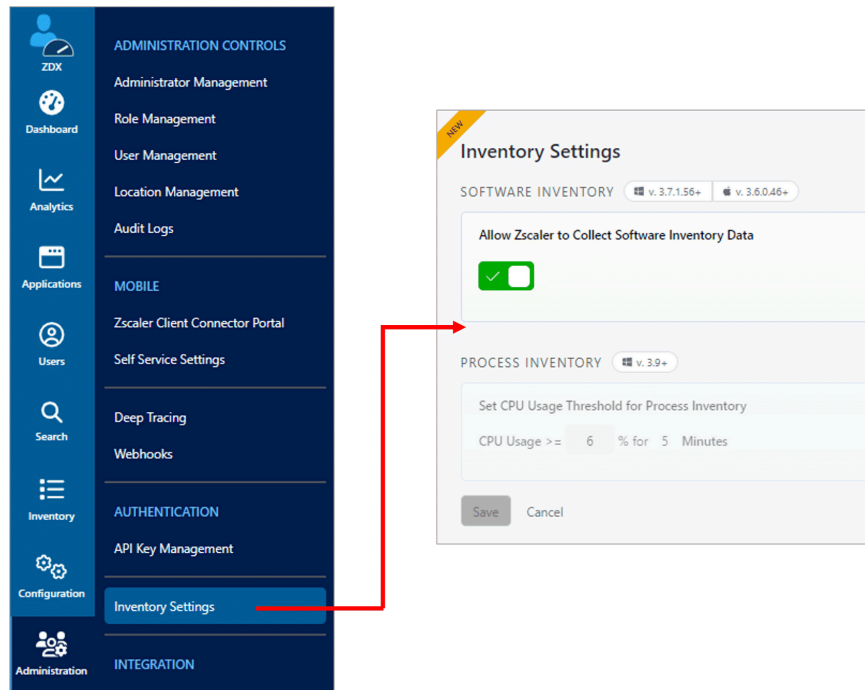 ZDX
Dashboard
Analytics
Applications
Users
Search
Inventory
Configuration
Administration
ADMINISTRATION CONTROLS
Administrator Management
Role Management
User Management
Location Management
Audit Logs
MOBILE
Zscaler Client Connector Portal
Self Service Settings
Deep Tracing
Webhooks
AUTHENTICATION
API Key Management
Inventory Settings
INTEGRATION
NEW
Inventory Settings
SOFTWARE INVENTORY v. 3.7.1.56+ v. 3.6.0.46+
Allow Zscaler to Collect Software Inventory Data
PROCESS INVENTORY v. 3.9+
Set CPU Usage Threshold for Process Inventory
CPU Usage >= 6 % for 5 Minutes
Save Cancel